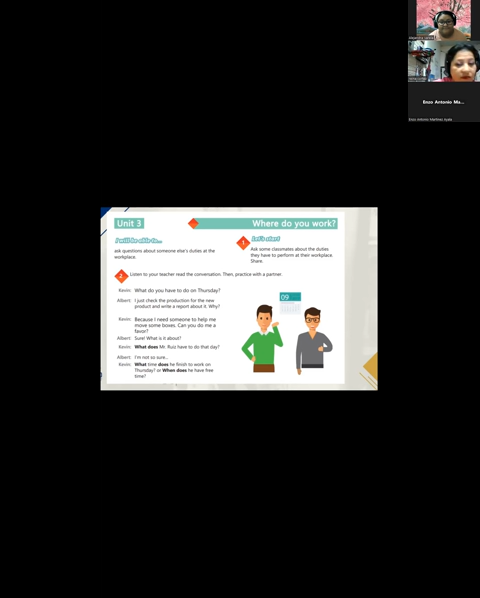 Enzo Antonio Ma...
Enzo Antonio Martinez Ayala
Unit 3
Where do you work?
I will be able to...
ask questions about someone else's duties at the
workplace.
1
Let's start
Ask some classmates about the duties
they have to perform at their workplace.
Share.
2
Listen to your teacher read the conversation. Then, practice with a partner.
Kevin: What do you have to do on Thursday?
Albert: I just check the production for the new
product and write a report about it. Why?
Kevin: Because I need someone to help me
move some boxes. Can you do me a
favor?
Albert: Sure! What is it about?
Kevin: What does Mr. Ruiz have to do that day?
Albert: I'm not so sure...
Kevin: What time does he finish to work on
Thursday? or When does he have free
time?
09